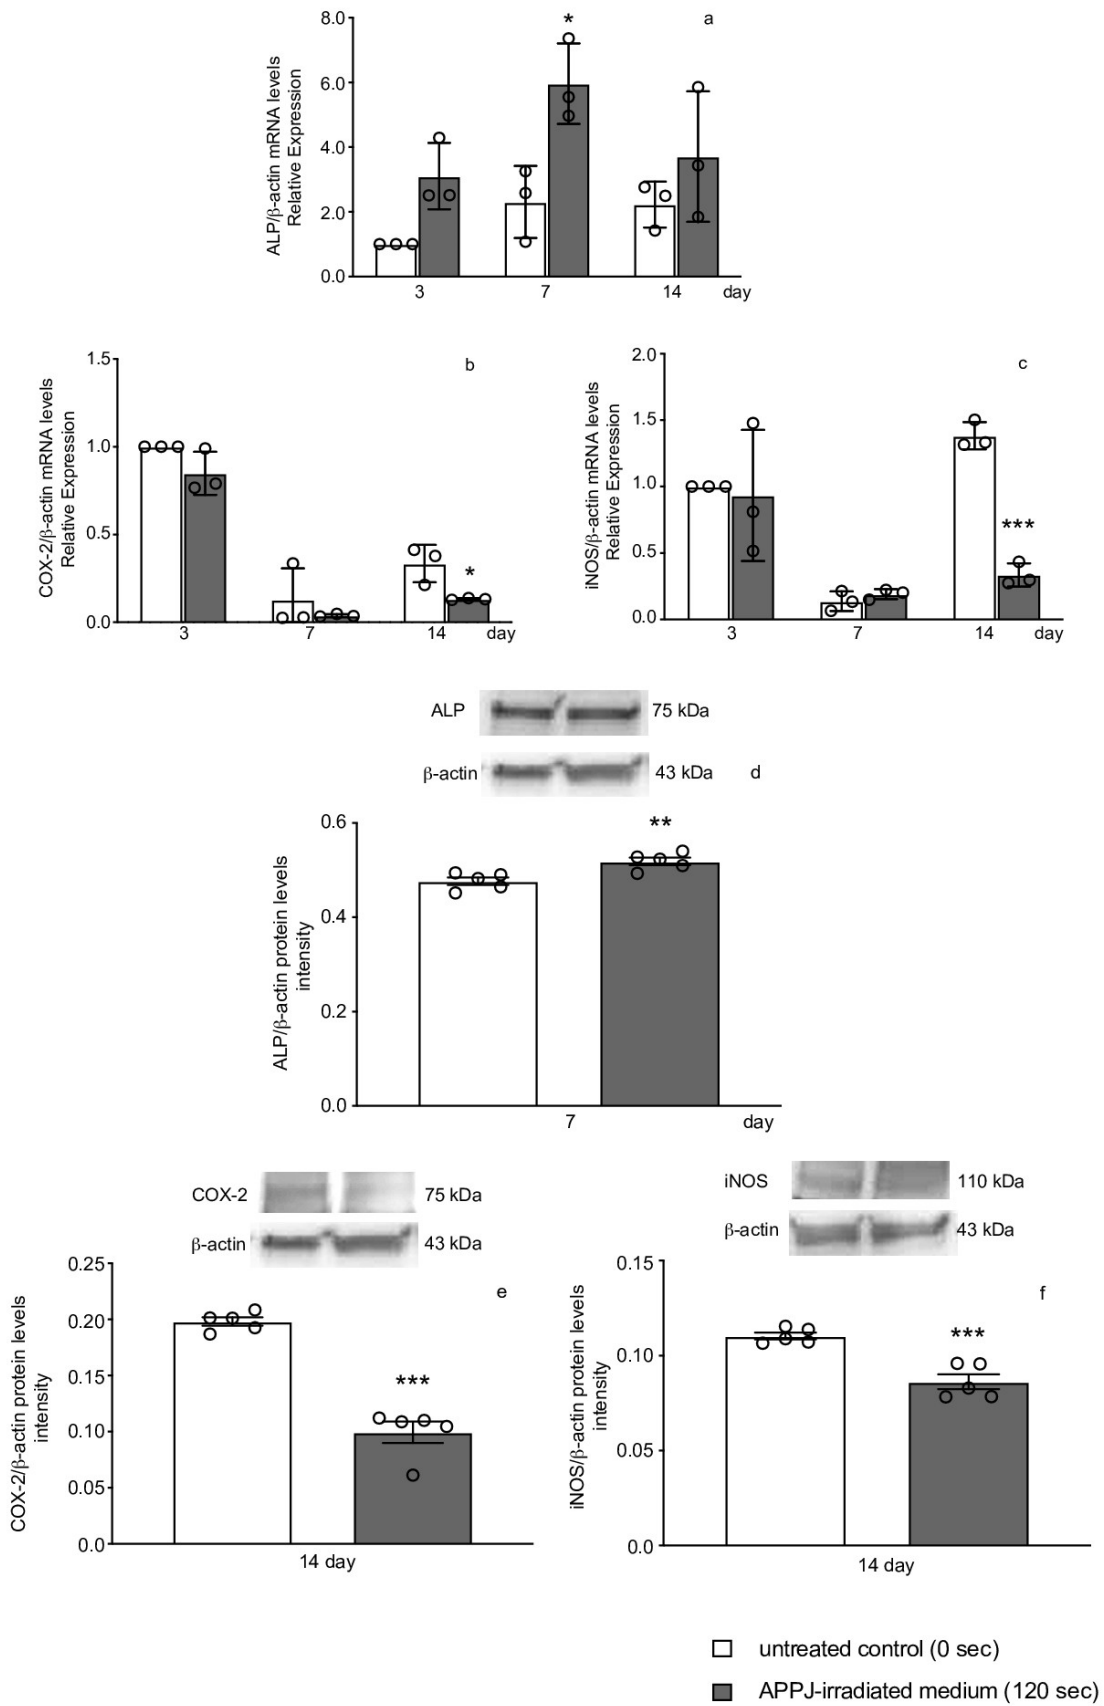 a
ALP/β-actin mRNA levels
Relative Expression
8.0
6.0
4.0
2.0
0.0
*
3
7
14
day
b
COX-2/β-actin mRNA levels
Relative Expression
1.5
1.0
0.5
0.0
*
3
7
14
day
c
iNOS/β-actin mRNA levels
Relative Expression
2.0
1.5
1.0
0.5
0.0
***
3
7
14
day
ALP
75 kDa
β-actin
43 kDa
d
ALP/β-actin protein levels
intensity
0.6
0.4
0.2
0.0
**
7
day
COX-2
75 kDa
β-actin
43 kDa
e
COX-2/β-actin protein levels
intensity
0.25
0.20
0.15
0.10
0.05
0.0
***
14 day
iNOS
110 kDa
β-actin
43 kDa
f
iNOS/β-actin protein levels
intensity
0.15
0.10
0.05
0.0
***
14 day
untreated control (0 sec)
APPJ-irradiated medium (120 sec)